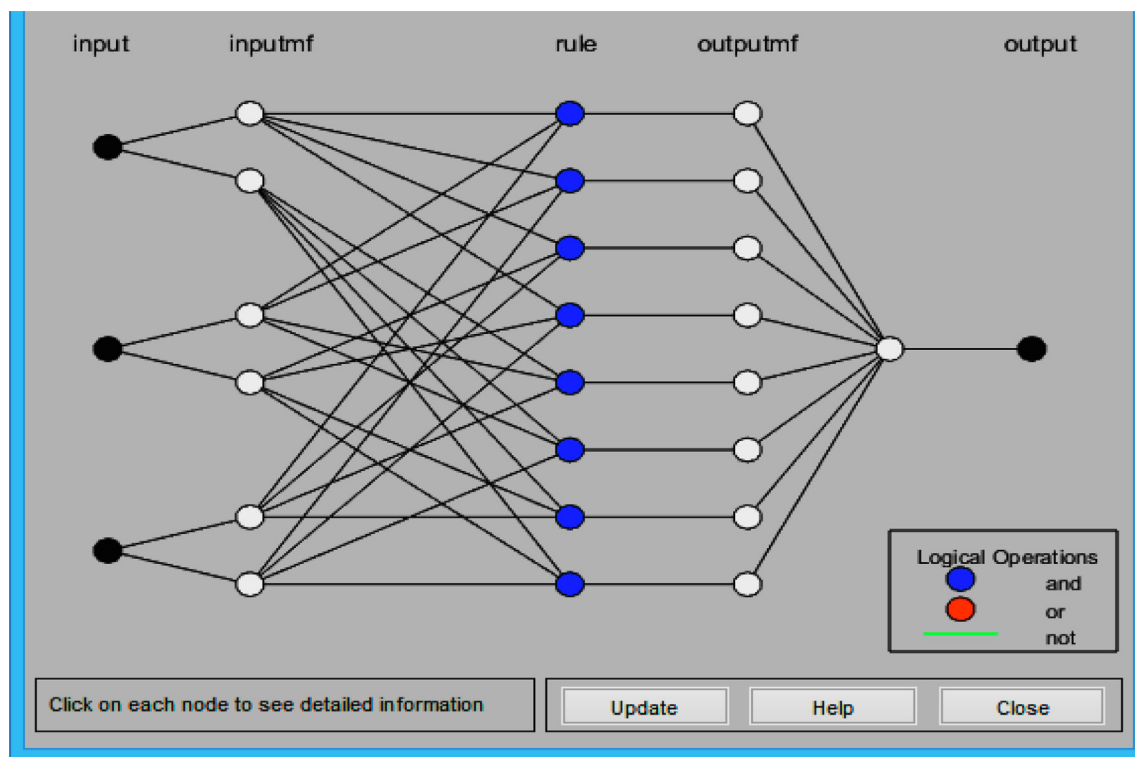 input inputmf rule outputmf output
Logical Operations
and
or
not
Click on each node to see detailed information
Update Help Close